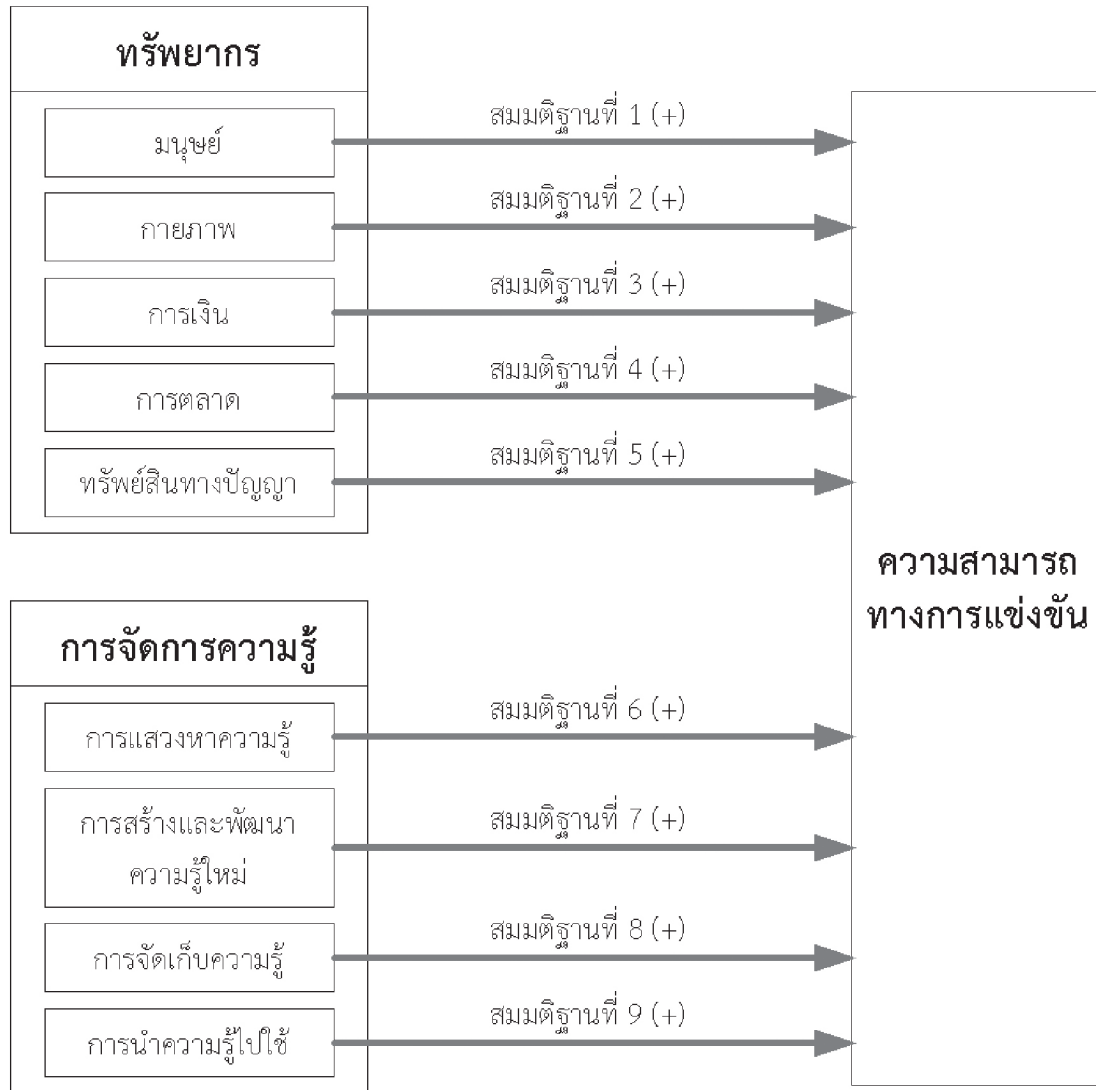 ทรัพยากร
มนุษย์
สมมติฐานที่ 1 (+)
กายภาพ
สมมติฐานที่ 2 (+)
การเงิน
สมมติฐานที่ 3 (+)
การตลาด
สมมติฐานที่ 4 (+)
ทรัพย์สินทางปัญญา
สมมติฐานที่ 5 (+)
การจัดการความรู้
การแสวงหาความรู้
สมมติฐานที่ 6 (+)
การสร้างและพัฒนา
ความรู้ใหม่
สมมติฐานที่ 7 (+)
การจัดเก็บความรู้
สมมติฐานที่ 8 (+)
การนำความรู้ไปใช้
สมมติฐานที่ 9 (+)
ความสามารถ
ทางการแข่งขัน